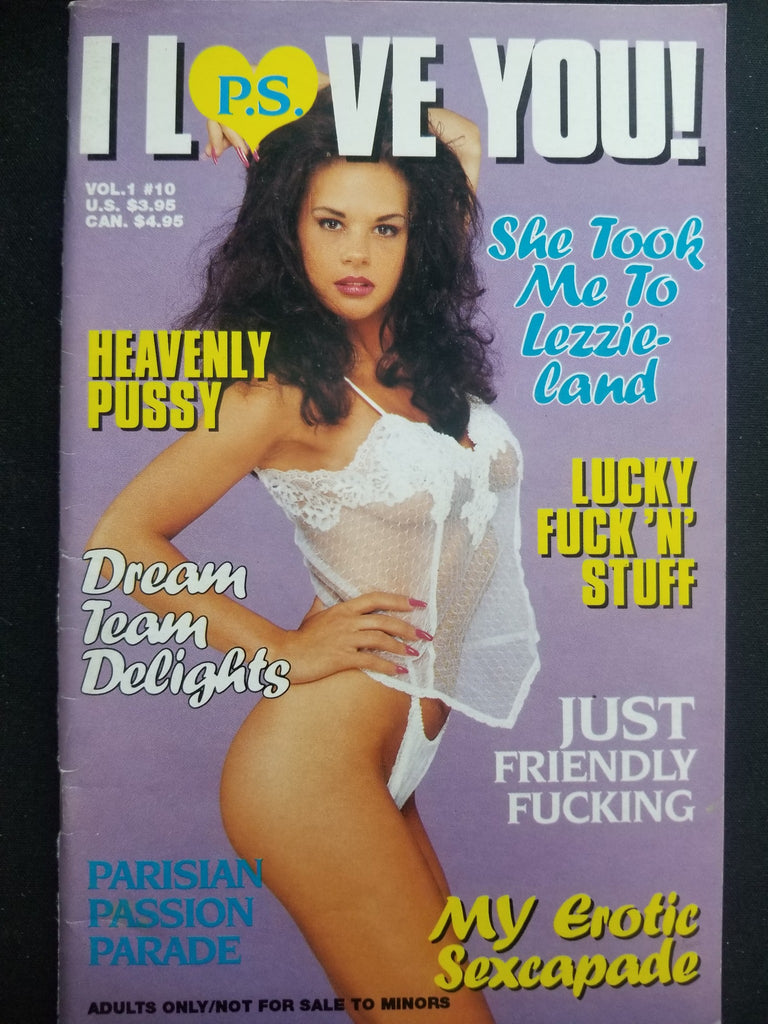 I LOVE YOU!
P.S.
VOL.1 #10
U.S. $3.95
CAN. $4.95
She Took
Me To
Lezzie-
land
HEAVENLY
PUSSY
LUCKY
FUCK 'N'
STUFF
Dream
Team
Delights
JUST
FRIENDLY
FUCKING
PARISIAN
PASSION
PARADE
My Erotic
Sexcapade
ADULTS ONLY/NOT FOR SALE TO MINORS